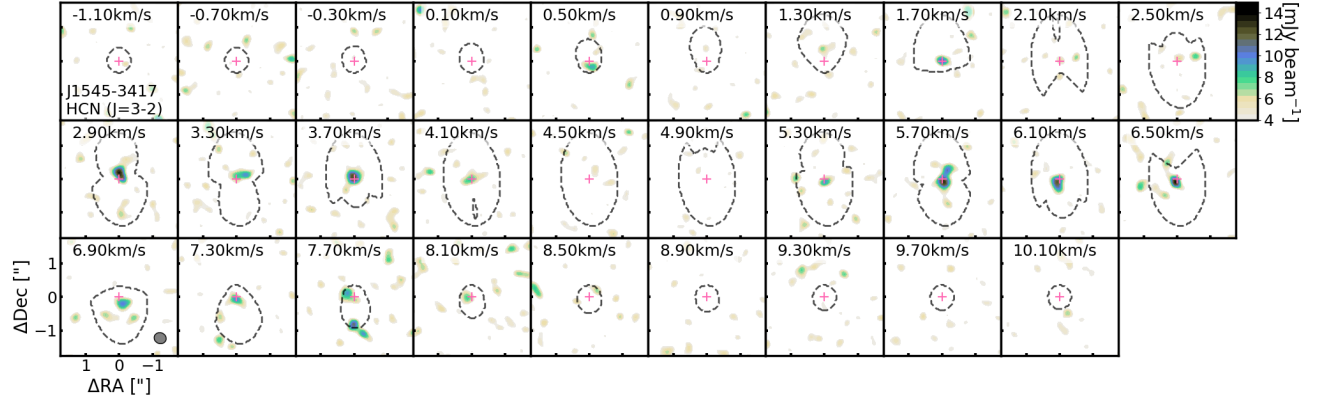 -1.10km/s -0.70km/s -0.30km/s 0.10km/s 0.50km/s 0.90km/s 1.30km/s 1.70km/s 2.10km/s 2.50km/s
J1545-3417
HCN (J=3-2)
14
12
10
8
6
4
[mJy beam⁻¹]
2.90km/s 3.30km/s 3.70km/s 4.10km/s 4.50km/s 4.90km/s 5.30km/s 5.70km/s 6.10km/s 6.50km/s
6.90km/s 7.30km/s 7.70km/s 8.10km/s 8.50km/s 8.90km/s 9.30km/s 9.70km/s 10.10km/s
1
0
−1
ΔDec ["]
1 0 −1
ΔRA ["]